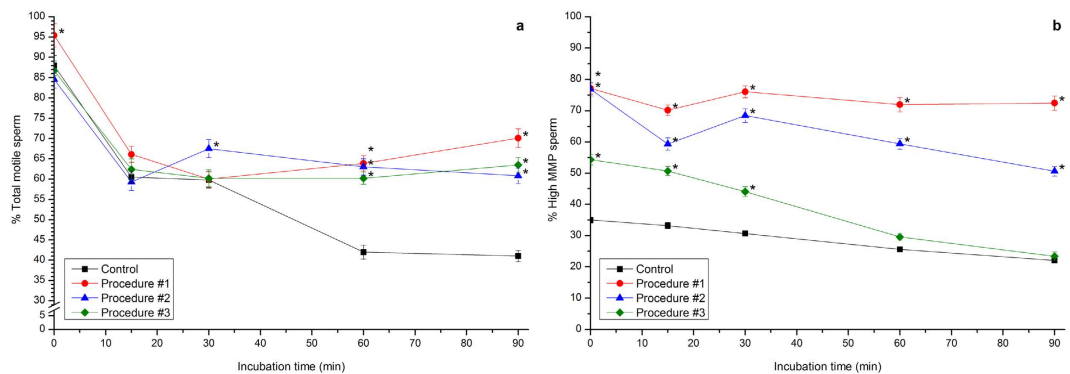 a
% Total motile sperm
100
95
90
85
80
75
70
65
60
55
50
45
40
35
30
5
0
Control
Procedure #1
Procedure #2
Procedure #3
0 10 20 30 40 50 60 70 80 90
Incubation time (min)
* * * * * * * *
b
% High MMP sperm
100
90
80
70
60
50
40
30
20
10
0
Control
Procedure #1
Procedure #2
Procedure #3
0 10 20 30 40 50 60 70 80 90
Incubation time (min)
* * * * * * * * * * * * *